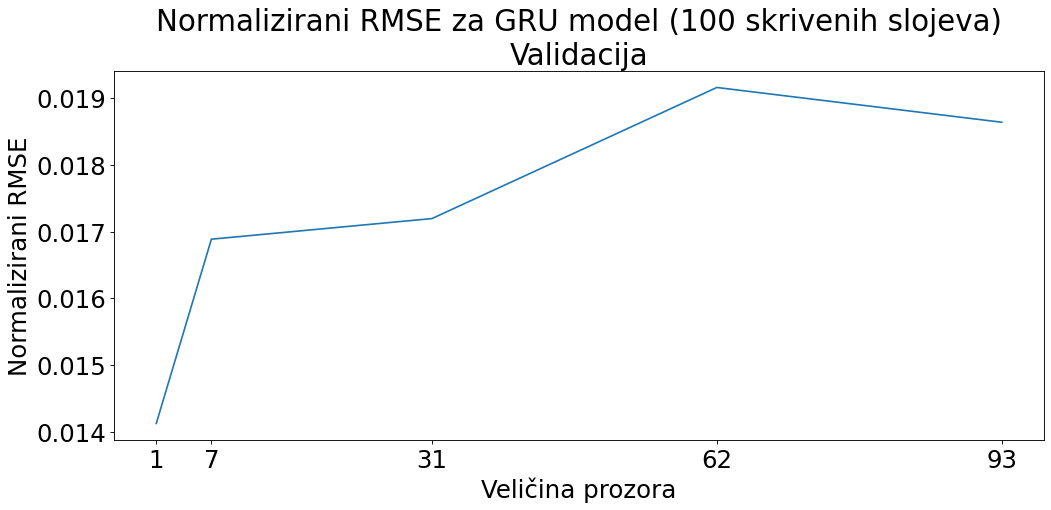 Normalizirani RMSE za GRU model (100 skrivenih slojeva)
Validacija
Normalizirani RMSE
0.019
0.018
0.017
0.016
0.015
0.014
1 7 31 62 93
Veličina prozora